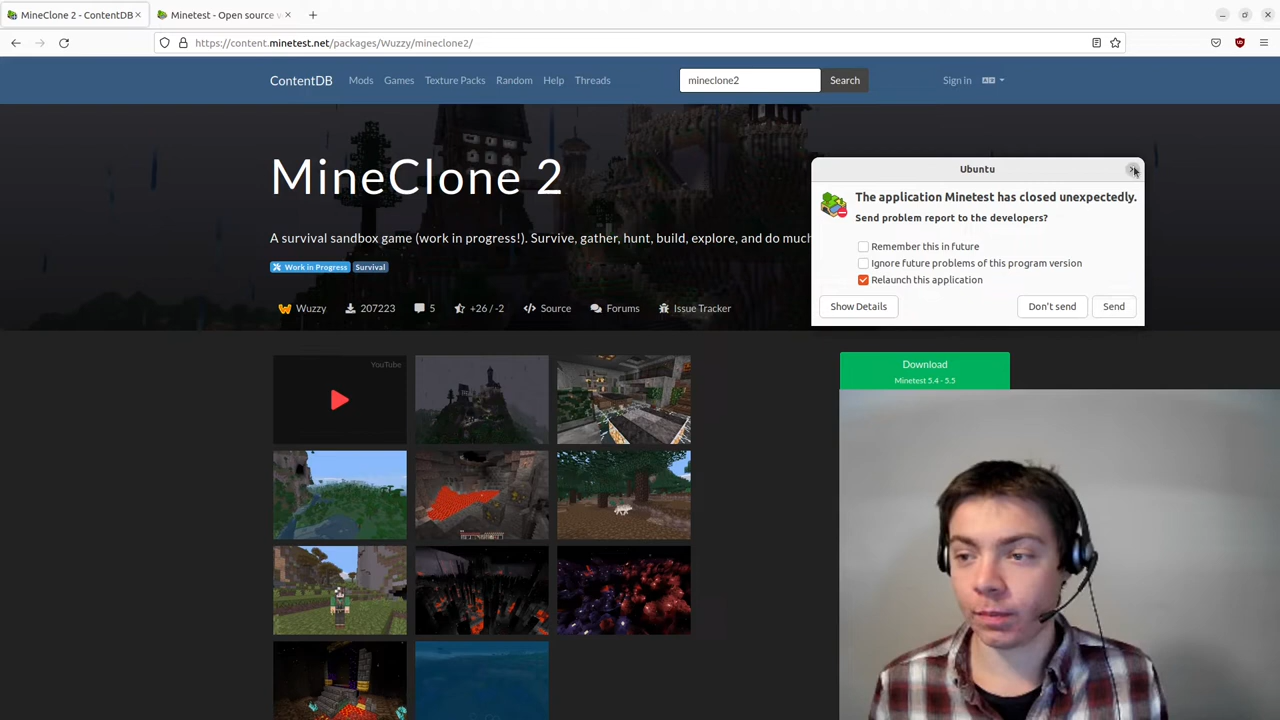 MineClone 2 - ContentDB
Minetest - Open source v
https://content.minetest.net/packages/Wuzzy/mineclone2/
ContentDB
Mods
Games
Texture Packs
Random
Help
Threads
mineclone2
Search
Sign in
MineClone 2
A survival sandbox game (work in progress!). Survive, gather, hunt, build, explore, and do much
Work in Progress
Survival
Wuzzy
207223
5
+26 / -2
Source
Forums
Issue Tracker
Ubuntu
The application Minetest has closed unexpectedly.
Send problem report to the developers?
Remember this in future
Ignore future problems of this program version
Relaunch this application
Show Details
Don't send
Send
YouTube
Download
Minetest 5.4 - 5.5